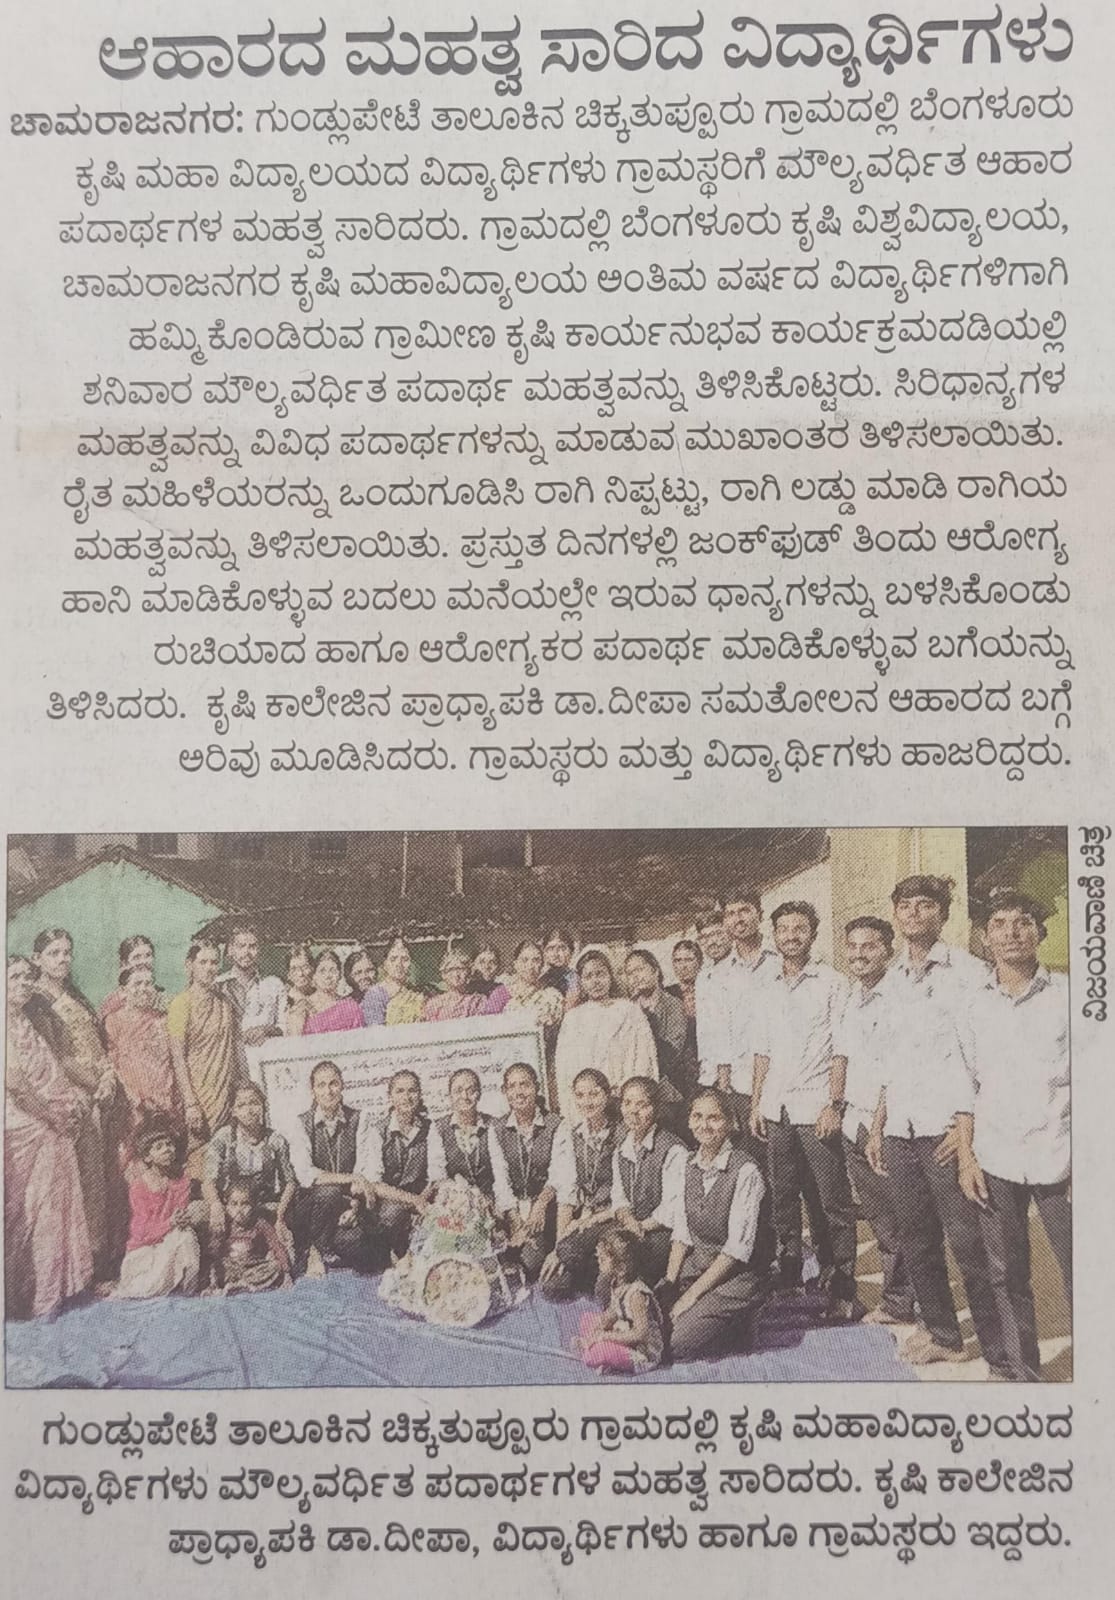 ಆಹಾರದ ಮಹತ್ವ ಸಾರಿದ ವಿದ್ಯಾರ್ಥಿಗಳು
ಚಾಮರಾಜನಗರ: ಗುಂಡ್ಲುಪೇಟೆ ತಾಲೂಕಿನ ಚಿಕ್ಕತುಪ್ಪೂರು ಗ್ರಾಮದಲ್ಲಿ ಬೆಂಗಳೂರು
ಕೃಷಿ ಮಹಾ ವಿದ್ಯಾಲಯದ ವಿದ್ಯಾರ್ಥಿಗಳು ಗ್ರಾಮಸ್ಥರಿಗೆ ಮೌಲ್ಯವರ್ಧಿತ ಆಹಾರ
ಪದಾರ್ಥಗಳ ಮಹತ್ವ ಸಾರಿದರು. ಗ್ರಾಮದಲ್ಲಿ ಬೆಂಗಳೂರು ಕೃಷಿ ವಿಶ್ವವಿದ್ಯಾಲಯ,
ಚಾಮರಾಜನಗರ ಕೃಷಿ ಮಹಾವಿದ್ಯಾಲಯ ಅಂತಿಮ ವರ್ಷದ ವಿದ್ಯಾರ್ಥಿಗಳಿಗಾಗಿ
ಹಮ್ಮಿಕೊಂಡಿರುವ ಗ್ರಾಮೀಣ ಕೃಷಿ ಕಾರ್ಯನುಭವ ಕಾರ್ಯಕ್ರಮದಡಿಯಲ್ಲಿ
ಶನಿವಾರ ಮೌಲ್ಯವರ್ಧಿತ ಪದಾರ್ಥ ಮಹತ್ವವನ್ನು ತಿಳಿಸಿಕೊಟ್ಟರು. ಸಿರಿಧಾನ್ಯಗಳ
ಮಹತ್ವವನ್ನು ವಿವಿಧ ಪದಾರ್ಥಗಳನ್ನು ಮಾಡುವ ಮುಖಾಂತರ ತಿಳಿಸಲಾಯಿತು.
ರೈತ ಮಹಿಳೆಯರನ್ನು ಒಂದುಗೂಡಿಸಿ ರಾಗಿ ನಿಪ್ಪಟ್ಟು, ರಾಗಿ ಲಡ್ಡು ಮಾಡಿ ರಾಗಿಯ
ಮಹತ್ವವನ್ನು ತಿಳಿಸಲಾಯಿತು. ಪ್ರಸ್ತುತ ದಿನಗಳಲ್ಲಿ ಜಂಕ್‌ಫುಡ್ ತಿಂದು ಆರೋಗ್ಯ
ಹಾನಿ ಮಾಡಿಕೊಳ್ಳುವ ಬದಲು ಮನೆಯಲ್ಲೇ ಇರುವ ಧಾನ್ಯಗಳನ್ನು ಬಳಸಿಕೊಂಡು
ರುಚಿಯಾದ ಹಾಗೂ ಆರೋಗ್ಯಕರ ಪದಾರ್ಥ ಮಾಡಿಕೊಳ್ಳುವ ಬಗೆಯನ್ನು
ತಿಳಿಸಿದರು. ಕೃಷಿ ಕಾಲೇಜಿನ ಪ್ರಾಧ್ಯಾಪಕಿ ಡಾ.ದೀಪಾ ಸಮತೋಲನ ಆಹಾರದ ಬಗ್ಗೆ
ಅರಿವು ಮೂಡಿಸಿದರು. ಗ್ರಾಮಸ್ಥರು ಮತ್ತು ವಿದ್ಯಾರ್ಥಿಗಳು ಹಾಜರಿದ್ದರು.
ವಿಜಯವಾಣಿ ಚಿತ್ರ
ಗುಂಡ್ಲುಪೇಟೆ ತಾಲೂಕಿನ ಚಿಕ್ಕತುಪ್ಪೂರು ಗ್ರಾಮದಲ್ಲಿ ಕೃಷಿ ಮಹಾವಿದ್ಯಾಲಯದ
ವಿದ್ಯಾರ್ಥಿಗಳು ಮೌಲ್ಯವರ್ಧಿತ ಪದಾರ್ಥಗಳ ಮಹತ್ವ ಸಾರಿದರು. ಕೃಷಿ ಕಾಲೇಜಿನ
ಪ್ರಾಧ್ಯಾಪಕಿ ಡಾ.ದೀಪಾ, ವಿದ್ಯಾರ್ಥಿಗಳು ಹಾಗೂ ಗ್ರಾಮಸ್ಥರು ಇದ್ದರು.